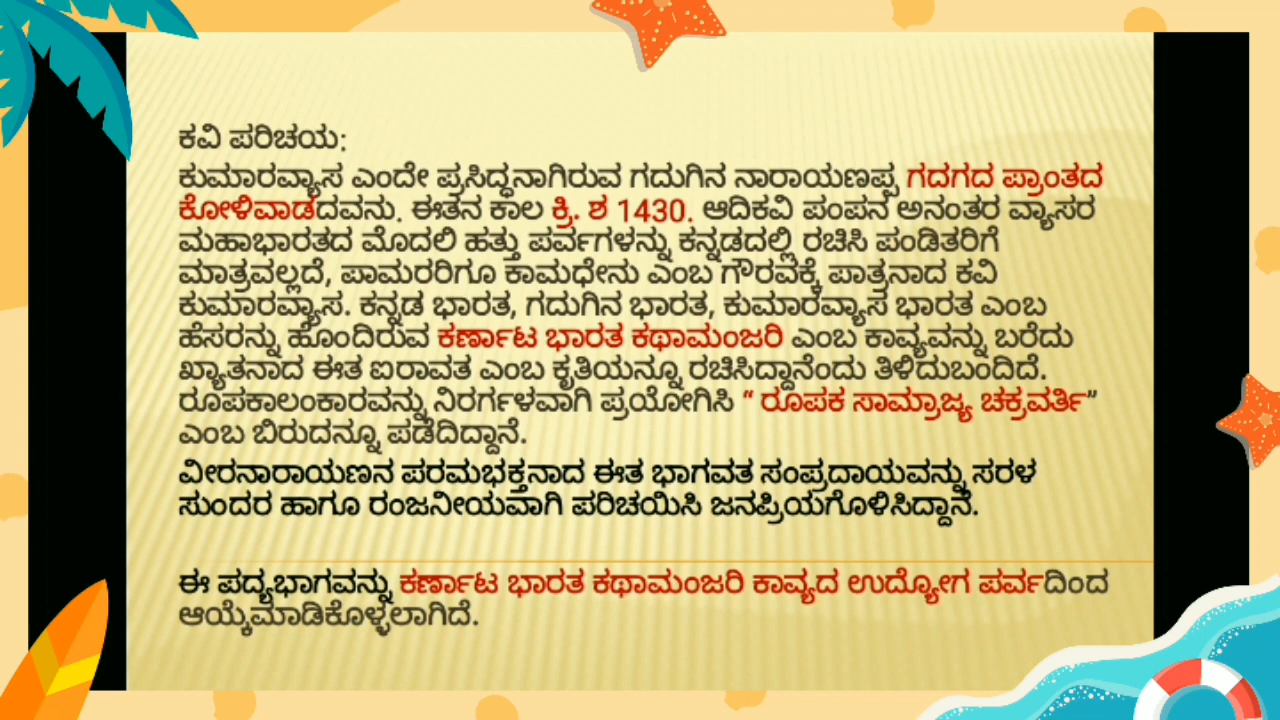 ಕವಿ ಪರಿಚಯ:
ಕುಮಾರವ್ಯಾಸ ಎಂದೇ ಪ್ರಸಿದ್ಧನಾಗಿರುವ ಗದುಗಿನ ನಾರಾಯಣಪ್ಪ ಗದಗದ ಪ್ರಾಂತದ
ಕೋಳಿವಾಡದವನು. ಈತನ ಕಾಲ ಕ್ರಿ. ಶ 1430. ಆದಿಕವಿ ಪಂಪನ ಅನಂತರ ವ್ಯಾಸರ
ಮಹಾಭಾರತದ ಮೊದಲಿ ಹತ್ತು ಪರ್ವಗಳನ್ನು ಕನ್ನಡದಲ್ಲಿ ರಚಿಸಿ ಪಂಡಿತರಿಗೆ
ಮಾತ್ರವಲ್ಲದೆ, ಪಾಮರರಿಗೂ ಕಾಮಧೇನು ಎಂಬ ಗೌರವಕ್ಕೆ ಪಾತ್ರನಾದ ಕವಿ
ಕುಮಾರವ್ಯಾಸ. ಕನ್ನಡ ಭಾರತ, ಗದುಗಿನ ಭಾರತ, ಕುಮಾರವ್ಯಾಸ ಭಾರತ ಎಂಬ
ಹೆಸರನ್ನು ಹೊಂದಿರುವ ಕರ್ಣಾಟ ಭಾರತ ಕಥಾಮಂಜರಿ ಎಂಬ ಕಾವ್ಯವನ್ನು ಬರೆದು
ಖ್ಯಾತನಾದ ಈತ ಐರಾವತ ಎಂಬ ಕೃತಿಯನ್ನೂ ರಚಿಸಿದ್ದಾನೆಂದು ತಿಳಿದುಬಂದಿದೆ.
ರೂಪಕಾಲಂಕಾರವನ್ನು ನಿರರ್ಗಳವಾಗಿ ಪ್ರಯೋಗಿಸಿ “ ರೂಪಕ ಸಾಮ್ರಾಜ್ಯ ಚಕ್ರವರ್ತಿ”
ಎಂಬ ಬಿರುದನ್ನೂ ಪಡೆದಿದ್ದಾನೆ.
ವೀರನಾರಾಯಣನ ಪರಮಭಕ್ತನಾದ ಈತ ಭಾಗವತ ಸಂಪ್ರದಾಯವನ್ನು ಸರಳ
ಸುಂದರ ಹಾಗೂ ರಂಜನೀಯವಾಗಿ ಪರಿಚಯಿಸಿ ಜನಪ್ರಿಯಗೊಳಿಸಿದ್ದಾನೆ.
ಈ ಪದ್ಯಭಾಗವನ್ನು ಕರ್ಣಾಟ ಭಾರತ ಕಥಾಮಂಜರಿ ಕಾವ್ಯದ ಉದ್ಯೋಗ ಪರ್ವದಿಂದ
ಆಯ್ಕೆಮಾಡಿಕೊಳ್ಳಲಾಗಿದೆ.